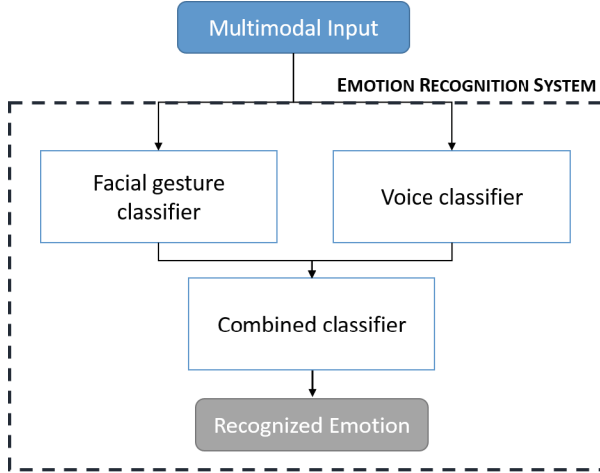 Multimodal Input
EMOTION RECOGNITION SYSTEM
Facial gesture
classifier
Voice classifier
Combined classifier
Recognized Emotion